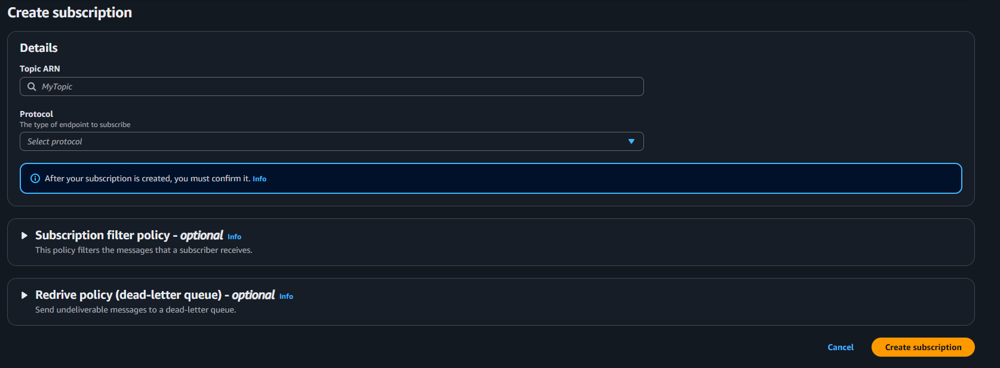 Create subscription
Details
Topic ARN
MyTopic
Protocol
The type of endpoint to subscribe
Select protocol
After your subscription is created, you must confirm it. Info
Subscription filter policy - optional Info
This policy filters the messages that a subscriber receives.
Redrive policy (dead-letter queue) - optional Info
Send undeliverable messages to a dead-letter queue.
Cancel Create subscription